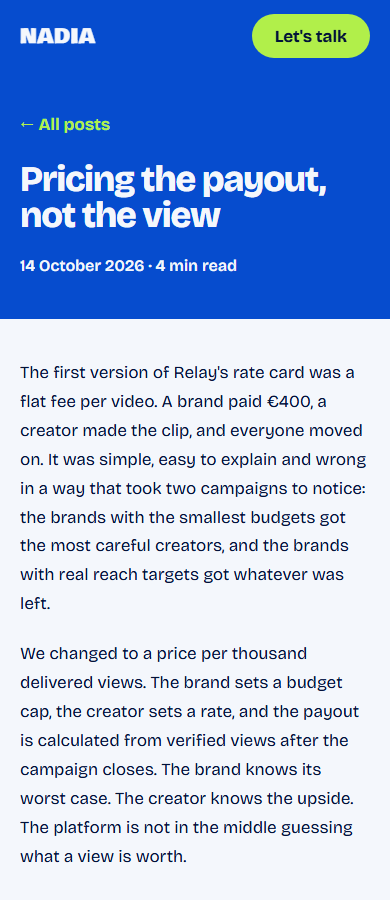 NADIA
Let's talk
← All posts
Pricing the payout,
not the view
14 October 2026 · 4 min read
The first version of Relay's rate card was a
flat fee per video. A brand paid €400, a
creator made the clip, and everyone moved
on. It was simple, easy to explain and wrong
in a way that took two campaigns to notice:
the brands with the smallest budgets got
the most careful creators, and the brands
with real reach targets got whatever was
left.
We changed to a price per thousand
delivered views. The brand sets a budget
cap, the creator sets a rate, and the payout
is calculated from verified views after the
campaign closes. The brand knows its
worst case. The creator knows the upside.
The platform is not in the middle guessing
what a view is worth.